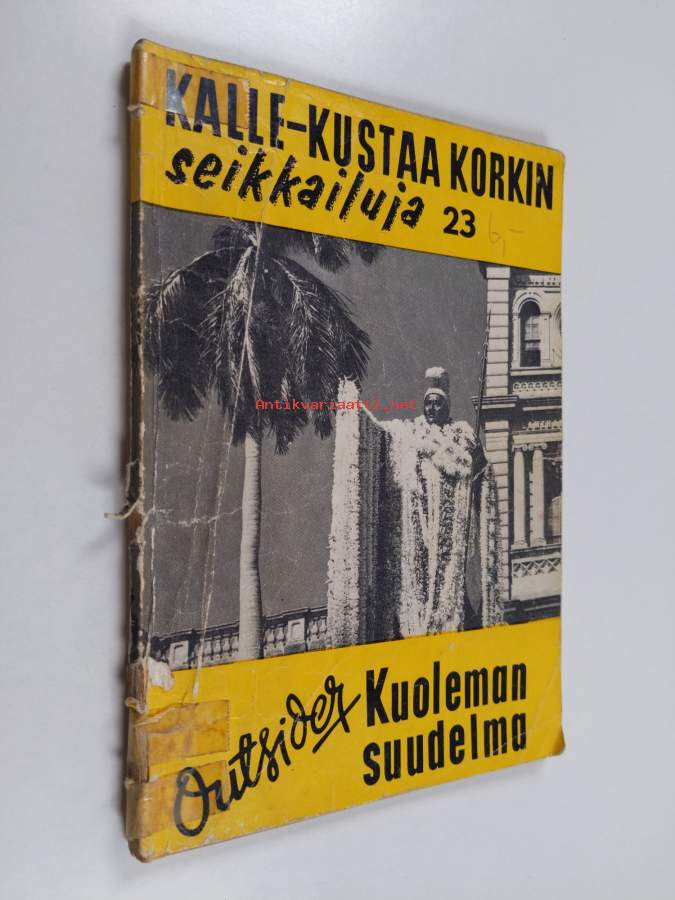 KALLE-KUSTAA KORKIN
seikkailuja 23 6,-
Antikvariaatti.net
Outsider Kuoleman
suudelma